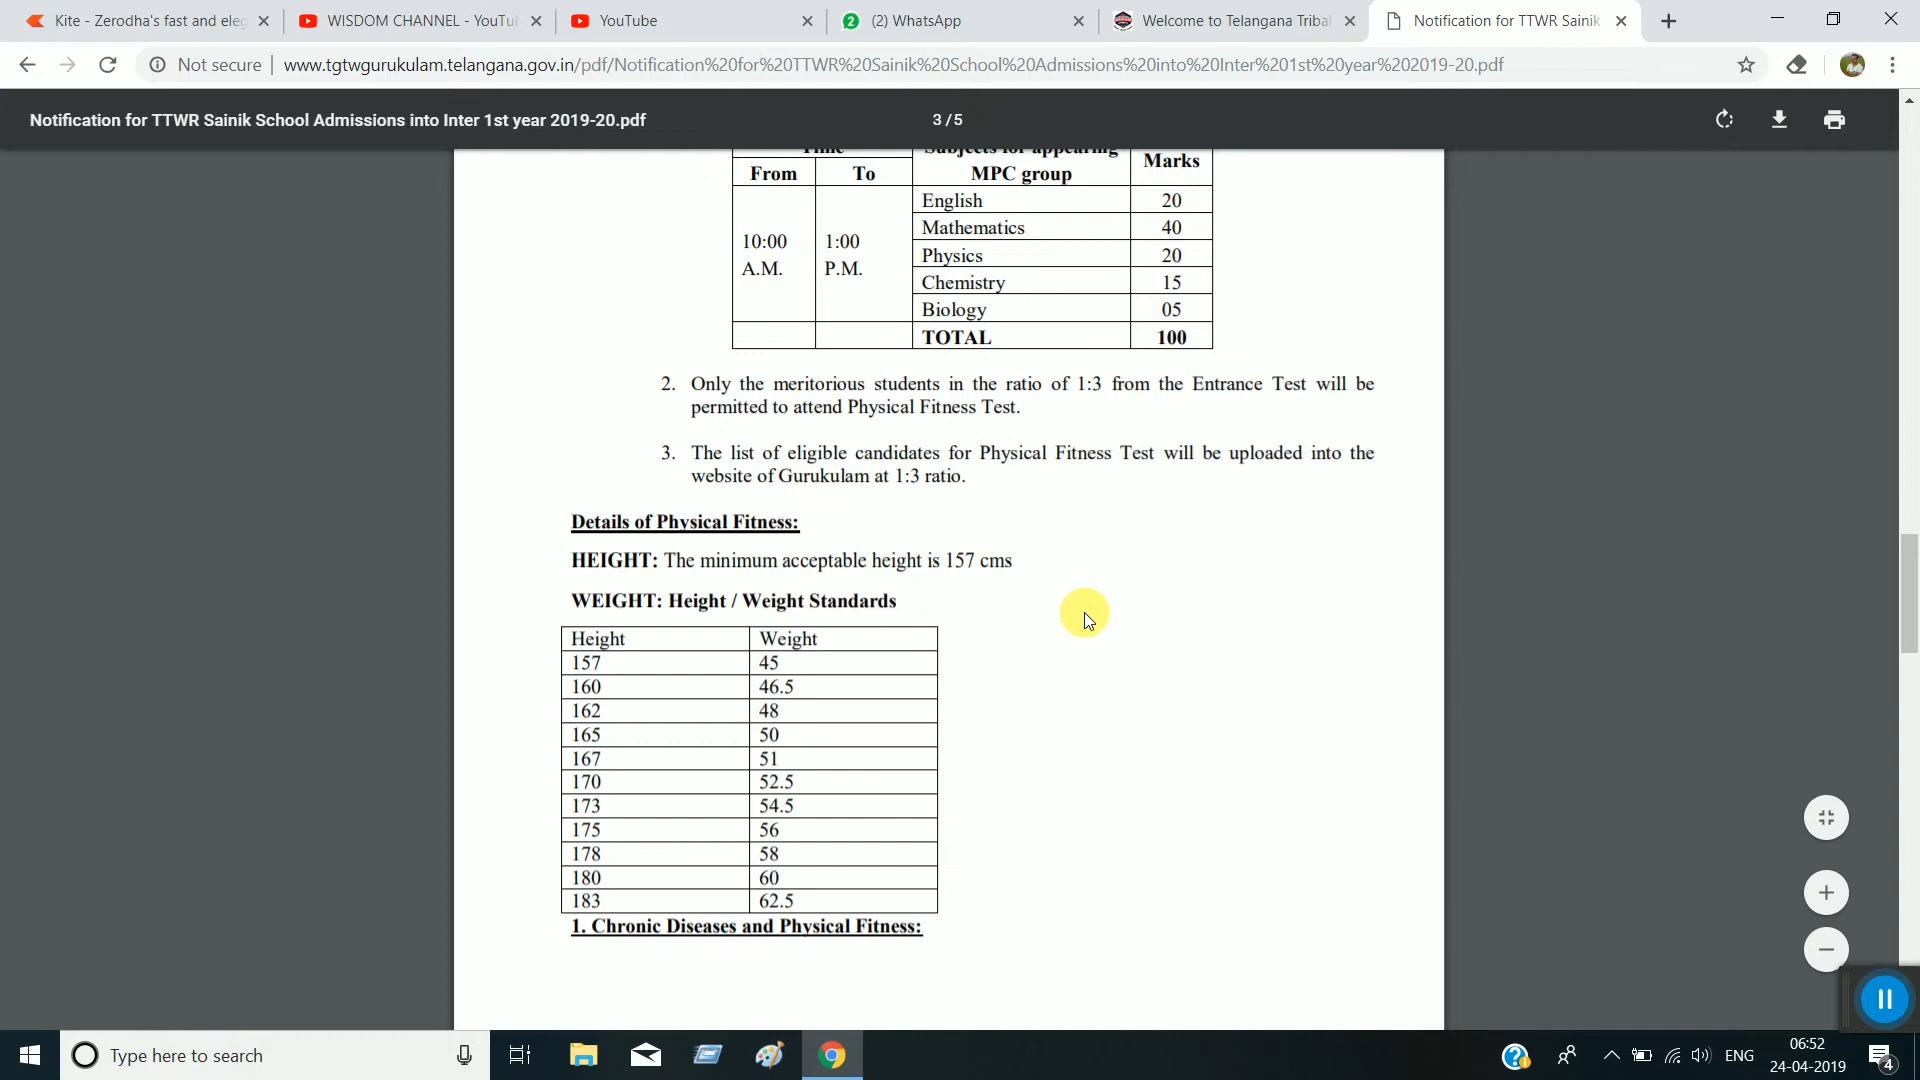 Kite - Zerodha's fast and eleg
WISDOM CHANNEL - YouTu
YouTube
2 (2) WhatsApp
Welcome to Telangana Tribal
Notification for TTWR Sainik
Not secure | www.tgtwgurukulam.telangana.gov.in/pdf/Notification%20for%20TTWR%20Sainik%20School%20Admissions%20into%20Inter%201st%20year%202019-20.pdf
Notification for TTWR Sainik School Admissions into Inter 1st year 2019-20.pdf 3 / 5
Time Subjects for appearing Marks
From To MPC group
10:00 A.M. 1:00 P.M.
English 20
Mathematics 40
Physics 20
Chemistry 15
Biology 05
TOTAL 100
2. Only the meritorious students in the ratio of 1:3 from the Entrance Test will be
permitted to attend Physical Fitness Test.
3. The list of eligible candidates for Physical Fitness Test will be uploaded into the
website of Gurukulam at 1:3 ratio.
Details of Physical Fitness:
HEIGHT: The minimum acceptable height is 157 cms
WEIGHT: Height / Weight Standards
Height Weight
157 45
160 46.5
162 48
165 50
167 51
170 52.5
173 54.5
175 56
178 58
180 60
183 62.5
1. Chronic Diseases and Physical Fitness:
Type here to search
ENG
06:52
24-04-2019
4